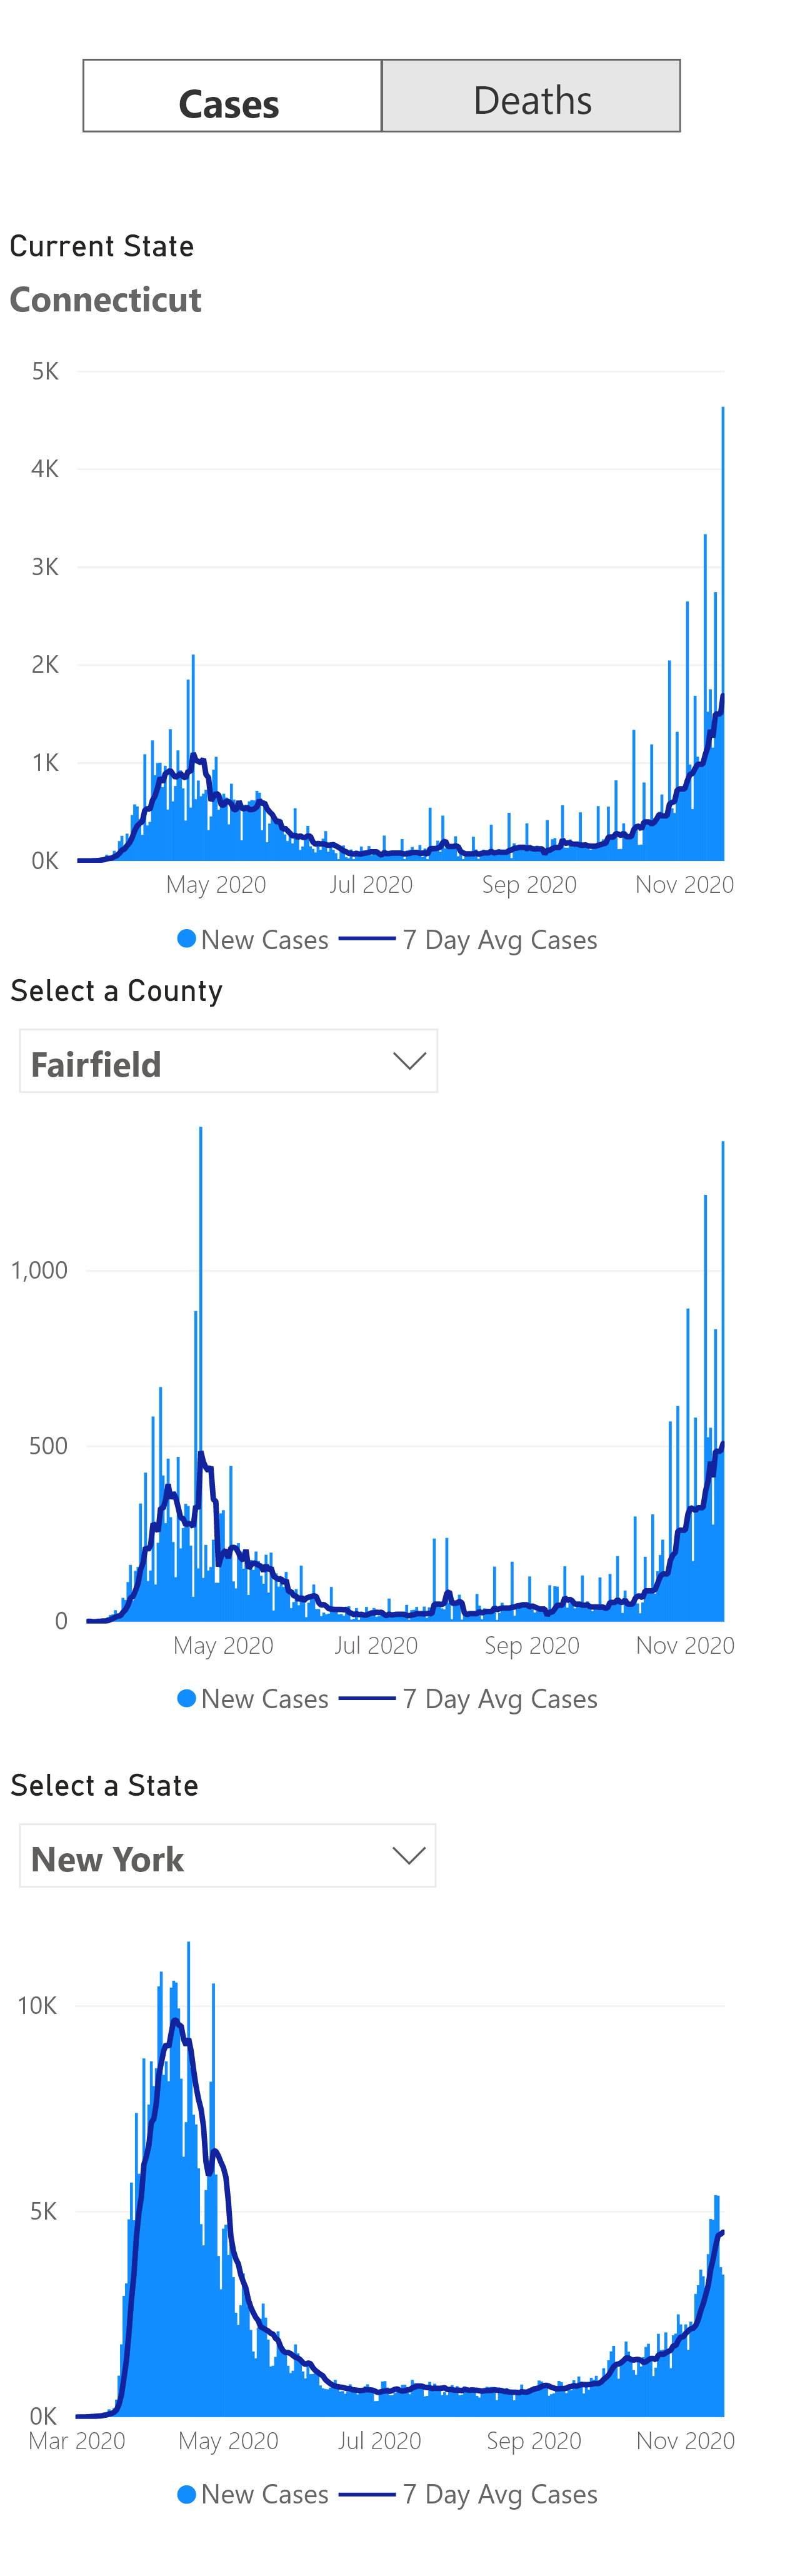 Cases Deaths
Current State
Connecticut
5K
4K
3K
2K
1K
0K
May 2020 Jul 2020 Sep 2020 Nov 2020
New Cases 7 Day Avg Cases
Select a County
Fairfield
1,000
500
0
May 2020 Jul 2020 Sep 2020 Nov 2020
New Cases 7 Day Avg Cases
Select a State
New York
10K
5K
0K
Mar 2020 May 2020 Jul 2020 Sep 2020 Nov 2020
New Cases 7 Day Avg Cases